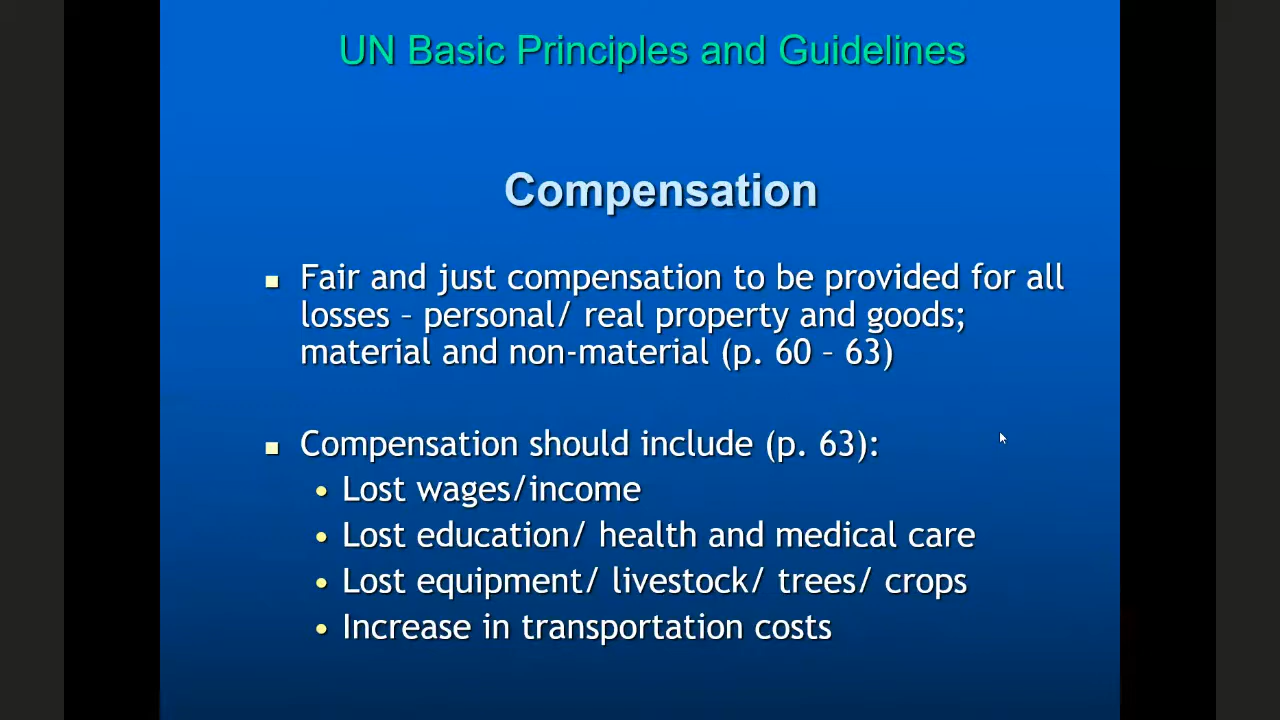 UN Basic Principles and Guidelines
Compensation
Fair and just compensation to be provided for all
losses – personal/ real property and goods;
material and non-material (p. 60 – 63)
Compensation should include (p. 63):
Lost wages/income
Lost education/ health and medical care
Lost equipment/ livestock/ trees/ crops
Increase in transportation costs